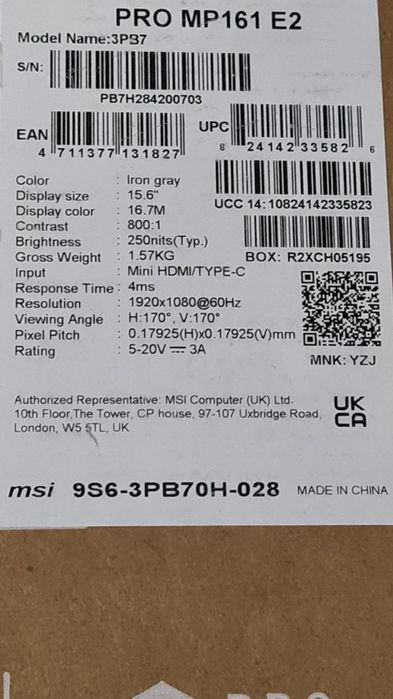 PRO MP161 E2
Model Name:3PB7
S/N:
PB7H284200703
EAN
4 711377 131827
UPC
8 24142 33582 6
UCC 14: 10824142335823
BOX: R2XCH05195
Color : Iron gray
Display size : 15.6"
Display color : 16.7M
Contrast : 800:1
Brightness : 250nits(Typ.)
Gross Weight : 1.57KG
Input : Mini HDMI/TYPE-C
Response Time : 4ms
Resolution : 1920x1080@60Hz
Viewing Angle : H:170°, V:170°
Pixel Pitch : 0.17925(H)x0.17925(V)mm
Rating : 5-20V ⎓ 3A
MNK: YZJ
Authorized Representative: MSI Computer (UK) Ltd.
10th Floor,The Tower, CP house, 97-107 Uxbridge Road,
London, W5 5TL, UK
UK
CA
msi 9S6-3PB70H-028 MADE IN CHINA